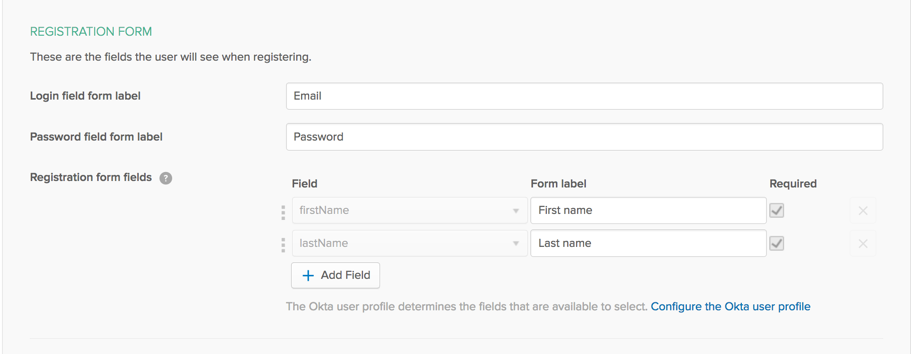 REGISTRATION FORM
These are the fields the user will see when registering.
Login field form label
Email
Password field form label
Password
Registration form fields ?
Field Form label Required
firstName First name
lastName Last name
+ Add Field
The Okta user profile determines the fields that are available to select. Configure the Okta user profile